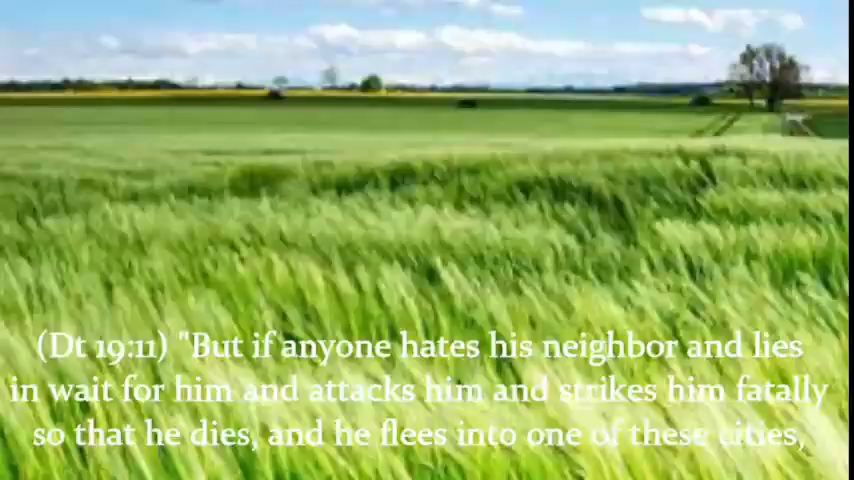 (Dt 19:11) "But if anyone hates his neighbor and lies
in wait for him and attacks him and strikes him fatally
so that he dies, and he flees into one of these cities,